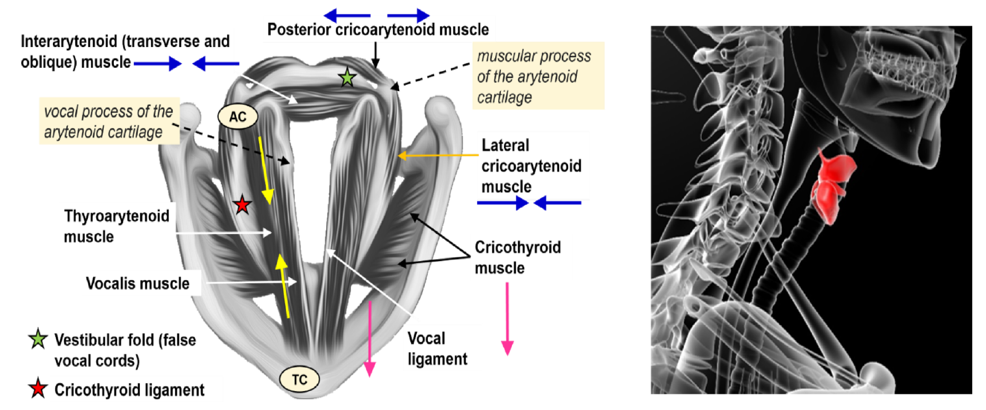 Posterior cricoarytenoid muscle
Interarytenoid (transverse and
oblique) muscle
muscular process
of the arytenoid
cartilage
vocal process of the
arytenoid cartilage
AC
Lateral
cricoarytenoid
muscle
Thyroarytenoid
muscle
Cricothyroid
muscle
Vocalis muscle
Vocal
ligament
Vestibular fold (false
vocal cords)
TC
Cricothyroid ligament